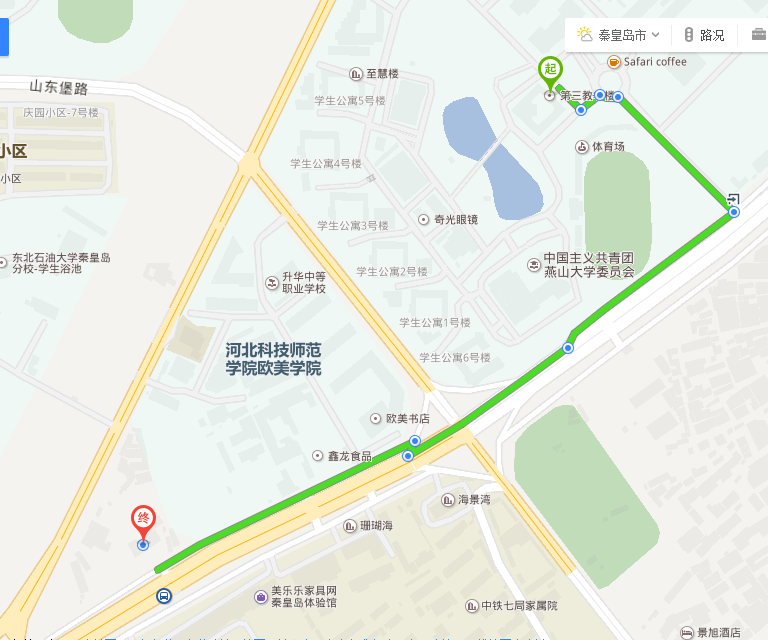 秦皇岛市
路况
Safari coffee
起
至慧楼
山东堡路
学生公寓5号楼
第三教学楼
庆园小区-7号楼
小区
体育场
学生公寓4号楼
小区
奇光眼镜
学生公寓3号楼
东北石油大学秦皇岛
分校-学生浴池
中国主义共青团
燕山大学委员会
学生公寓2号楼
升华中等
职业学校
学生公寓1号楼
河北科技师范
学院欧美学院
学生公寓6号楼
欧美书店
鑫龙食品
海景湾
终
珊瑚海
美乐乐家具网
秦皇岛体验馆
中铁七局家属院
景旭酒店